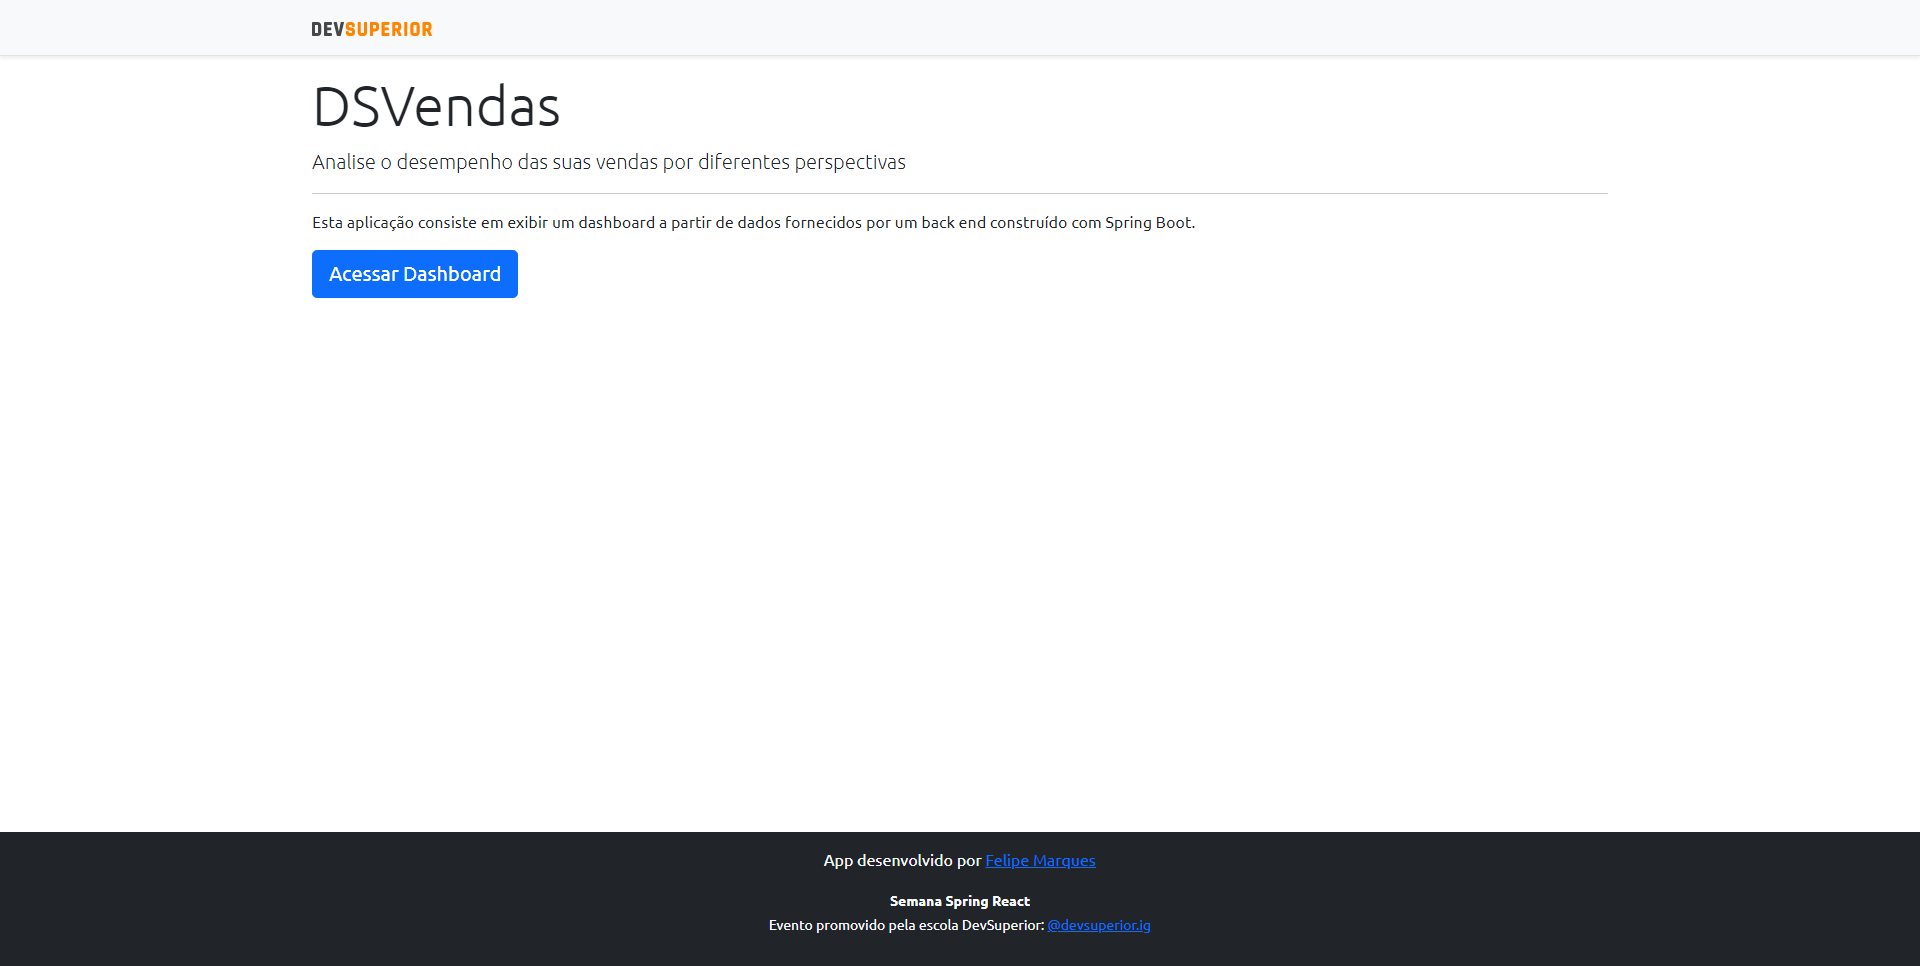 DEVSUPERIOR
DSVendas
Analise o desempenho das suas vendas por diferentes perspectivas
Esta aplicação consiste em exibir um dashboard a partir de dados fornecidos por um back end construído com Spring Boot.
Acessar Dashboard
App desenvolvido por Felipe Marques
Semana Spring React
Evento promovido pela escola DevSuperior: @devsuperior.ig